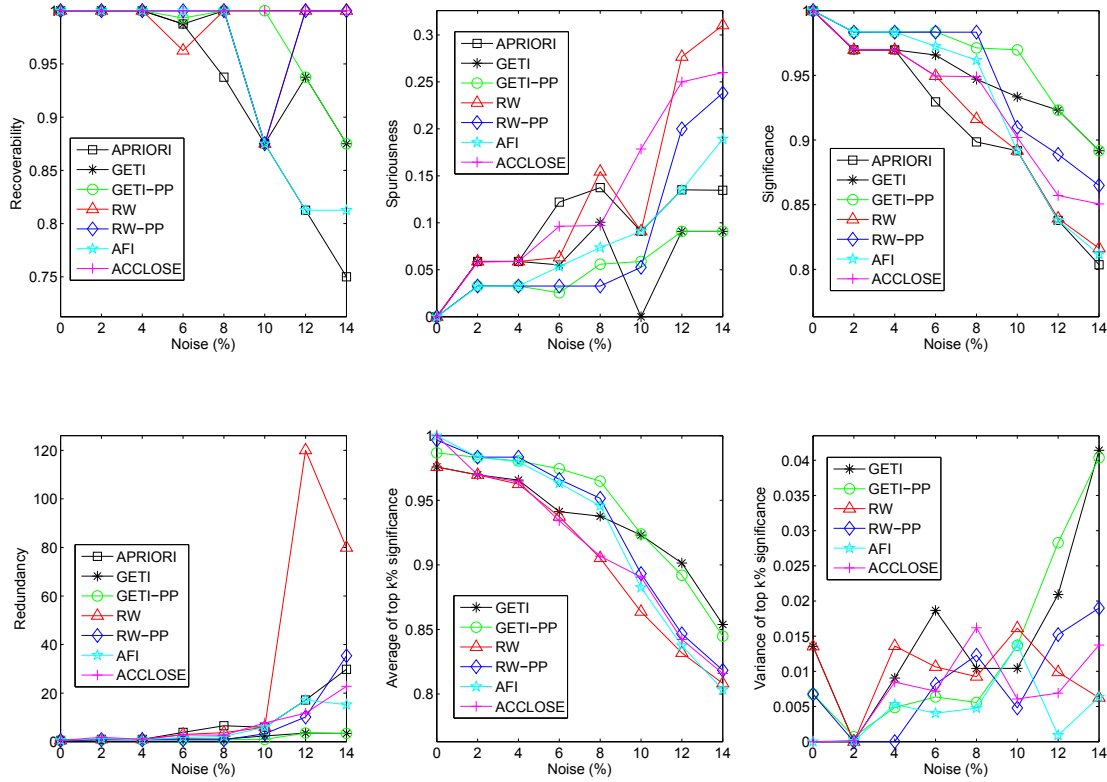 1
0.95
0.9
0.85
0.8
0.75
0 2 4 6 8 10 12 14
Noise (%)
Recoverability
APRIORI
GETI
GETI−PP
RW
RW−PP
AFI
ACCLOSE
0.3
0.25
0.2
0.15
0.1
0.05
0
0 2 4 6 8 10 12 14
Noise (%)
Spuriousness
APRIORI
GETI
GETI−PP
RW
RW−PP
AFI
ACCLOSE
1
0.95
0.9
0.85
0.8
0 2 4 6 8 10 12 14
Noise (%)
Significance
APRIORI
GETI
GETI−PP
RW
RW−PP
AFI
ACCLOSE
120
100
80
60
40
20
0
0 2 4 6 8 10 12 14
Noise (%)
Redundancy
APRIORI
GETI
GETI−PP
RW
RW−PP
AFI
ACCLOSE
1
0.95
0.9
0.85
0.8
0 2 4 6 8 10 12 14
Noise (%)
Average of top k% significance
GETI
GETI−PP
RW
RW−PP
AFI
ACCLOSE
0.04
0.035
0.03
0.025
0.02
0.015
0.01
0.005
0
0 2 4 6 8 10 12 14
Noise (%)
Variance of top k% significance
GETI
GETI−PP
RW
RW−PP
AFI
ACCLOSE